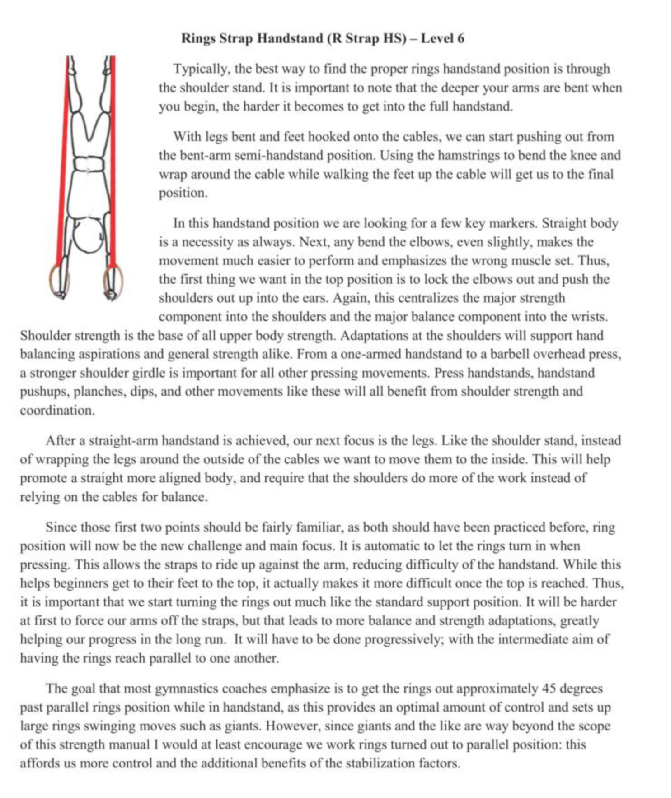 Rings Strap Handstand (R Strap HS) – Level 6
Typically, the best way to find the proper rings handstand position is through
the shoulder stand. It is important to note that the deeper your arms are bent when
you begin, the harder it becomes to get into the full handstand.
With legs bent and feet hooked onto the cables, we can start pushing out from
the bent-arm semi-handstand position. Using the hamstrings to bend the knee and
wrap around the cable while walking the feet up the cable will get us to the final
position.
In this handstand position we are looking for a few key markers. Straight body
is a necessity as always. Next, any bend the elbows, even slightly, makes the
movement much easier to perform and emphasizes the wrong muscle set. Thus,
the first thing we want in the top position is to lock the elbows out and push the
shoulders out up into the ears. Again, this centralizes the major strength
component into the shoulders and the major balance component into the wrists.
Shoulder strength is the base of all upper body strength. Adaptations at the shoulders will support hand
balancing aspirations and general strength alike. From a one-armed handstand to a barbell overhead press,
a stronger shoulder girdle is important for all other pressing movements. Press handstands, handstand
pushups, planches, dips, and other movements like these will all benefit from shoulder strength and
coordination.
After a straight-arm handstand is achieved, our next focus is the legs. Like the shoulder stand, instead
of wrapping the legs around the outside of the cables we want to move them to the inside. This will help
promote a straight more aligned body, and require that the shoulders do more of the work instead of
relying on the cables for balance.
Since those first two points should be fairly familiar, as both should have been practiced before, ring
position will now be the new challenge and main focus. It is automatic to let the rings turn in when
pressing. This allows the straps to ride up against the arm, reducing difficulty of the handstand. While this
helps beginners get to their feet to the top, it actually makes it more difficult once the top is reached. Thus,
it is important that we start turning the rings out much like the standard support position. It will be harder
at first to force our arms off the straps, but that leads to more balance and strength adaptations, greatly
helping our progress in the long run. It will have to be done progressively; with the intermediate aim of
having the rings reach parallel to one another.
The goal that most gymnastics coaches emphasize is to get the rings out approximately 45 degrees
past parallel rings position while in handstand, as this provides an optimal amount of control and sets up
large rings swinging moves such as giants. However, since giants and the like are way beyond the scope
of this strength manual I would at least encourage we work rings turned out to parallel position: this
affords us more control and the additional benefits of the stabilization factors.